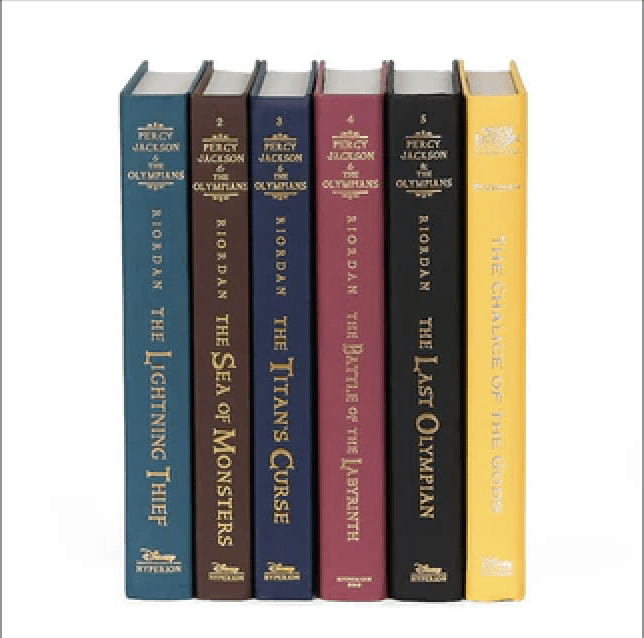 PERCY
JACKSON
&
THE
OLYMPIANS
RIORDAN
THE LIGHTNING THIEF
Disney
HYPERION
2
PERCY
JACKSON
&
THE
OLYMPIANS
RIORDAN
THE SEA OF MONSTERS
Disney
HYPERION
3
PERCY
JACKSON
&
THE
OLYMPIANS
RIORDAN
THE TITAN'S CURSE
Disney
HYPERION
4
PERCY
JACKSON
&
THE
OLYMPIANS
RIORDAN
THE BATTLE OF THE LABYRINTH
5
PERCY
JACKSON
&
THE
OLYMPIANS
RIORDAN
THE LAST OLYMPIAN
Disney
HYPERION
THE CHALICE OF THE GODS
Disney